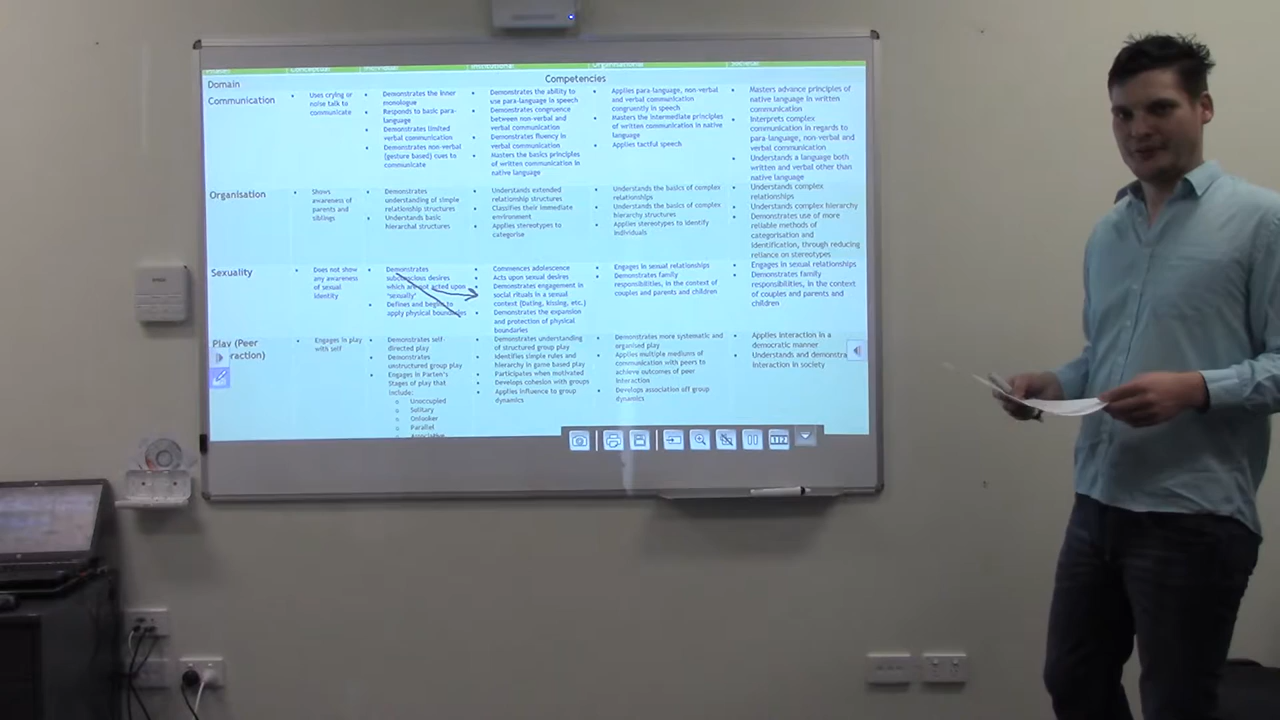 Competencies
Domain
Communication
Uses crying or
noise talk to
communicate
Demonstrates the inner
monologue
Responds to basic para-
language
Demonstrates limited
verbal communication
Demonstrates non-verbal
(gesture based) cues to
communicate
Demonstrates the ability to
use para-language in speech
Demonstrates congruence
between non-verbal and
verbal communication
Demonstrates fluency in
verbal communication
Masters the basics principles
of written communication in
native language
Applies para-language, non-verbal
and verbal communication
congruently in speech
Masters the intermediate principles
of written communication in native
language
Applies tactful speech
Masters advance principles of
native language in written
communication
Interprets complex
communication in regards to
para-language, non-verbal and
verbal communication
Understands a language both
written and verbal other than
native language
Organisation
Shows
awareness of
parents and
siblings
Demonstrates
understanding of simple
relationship structures
Understands basic
hierarchal structures
Understands extended
relationship structures
Classifies their immediate
environment
Applies stereotypes to
categorise
Understands the basics of complex
relationships
Understands the basics of complex
hierarchy structures
Applies stereotypes to identify
individuals
Understands complex
relationships
Understands complex hierarchy
Demonstrates use of more
reliable methods of
categorisation and
identification, through reducing
reliance on stereotypes
Sexuality
Does not show
any awareness
of sexual
identity
Demonstrates
subconscious desires
which are not acted upon
"sexually"
Defines and begins to
apply physical boundaries
Commences adolescence
Acts upon sexual desires
Demonstrates engagement in
social rituals in a sexual
context (Dating, kissing, etc.)
Demonstrates the expansion
and protection of physical
boundaries
Engages in sexual relationships
Demonstrates family
responsibilities, in the context of
couples and parents and children
Engages in sexual relationships
Demonstrates family
responsibilities, in the context
of couples and parents and
children
Play (Peer
Engages in play
with self
Demonstrates self-
directed play
Demonstrates
unstructured group play
Engages in Parten's
Stages of play that
include:
Unoccupied
Solitary
Onlooker
Parallel
Associative
Demonstrates understanding
of structured group play
Identifies simple rules and
hierarchy in game based play
Participates when motivated
Develops cohesion with groups
Applies influence to group
dynamics
Demonstrates more systematic and
organised play
Applies multiple mediums of
communication with peers to
achieve outcomes of peer
interaction
Develops association off group
dynamics
Applies interaction in a
democratic manner
Understands and
interaction in society